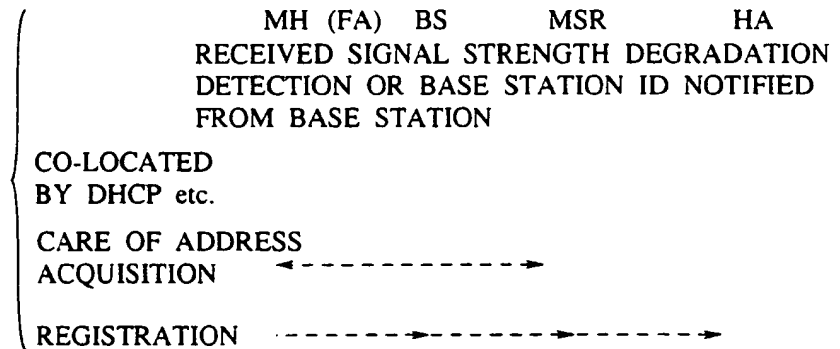 MH (FA) BS MSR HA
RECEIVED SIGNAL STRENGTH DEGRADATION
DETECTION OR BASE STATION ID NOTIFIED
FROM BASE STATION
CO-LOCATED
BY DHCP etc.
CARE OF ADDRESS
ACQUISITION
REGISTRATION